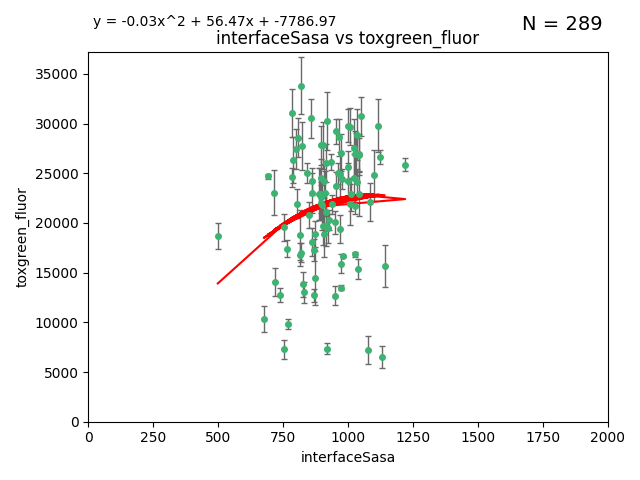 y = -0.03x^2 + 56.47x + -7786.97
N = 289
interfaceSasa vs toxgreen_fluor
35000
30000
25000
20000
15000
10000
5000
0
toxgreen_fluor
0 250 500 750 1000 1250 1500 1750 2000
interfaceSasa